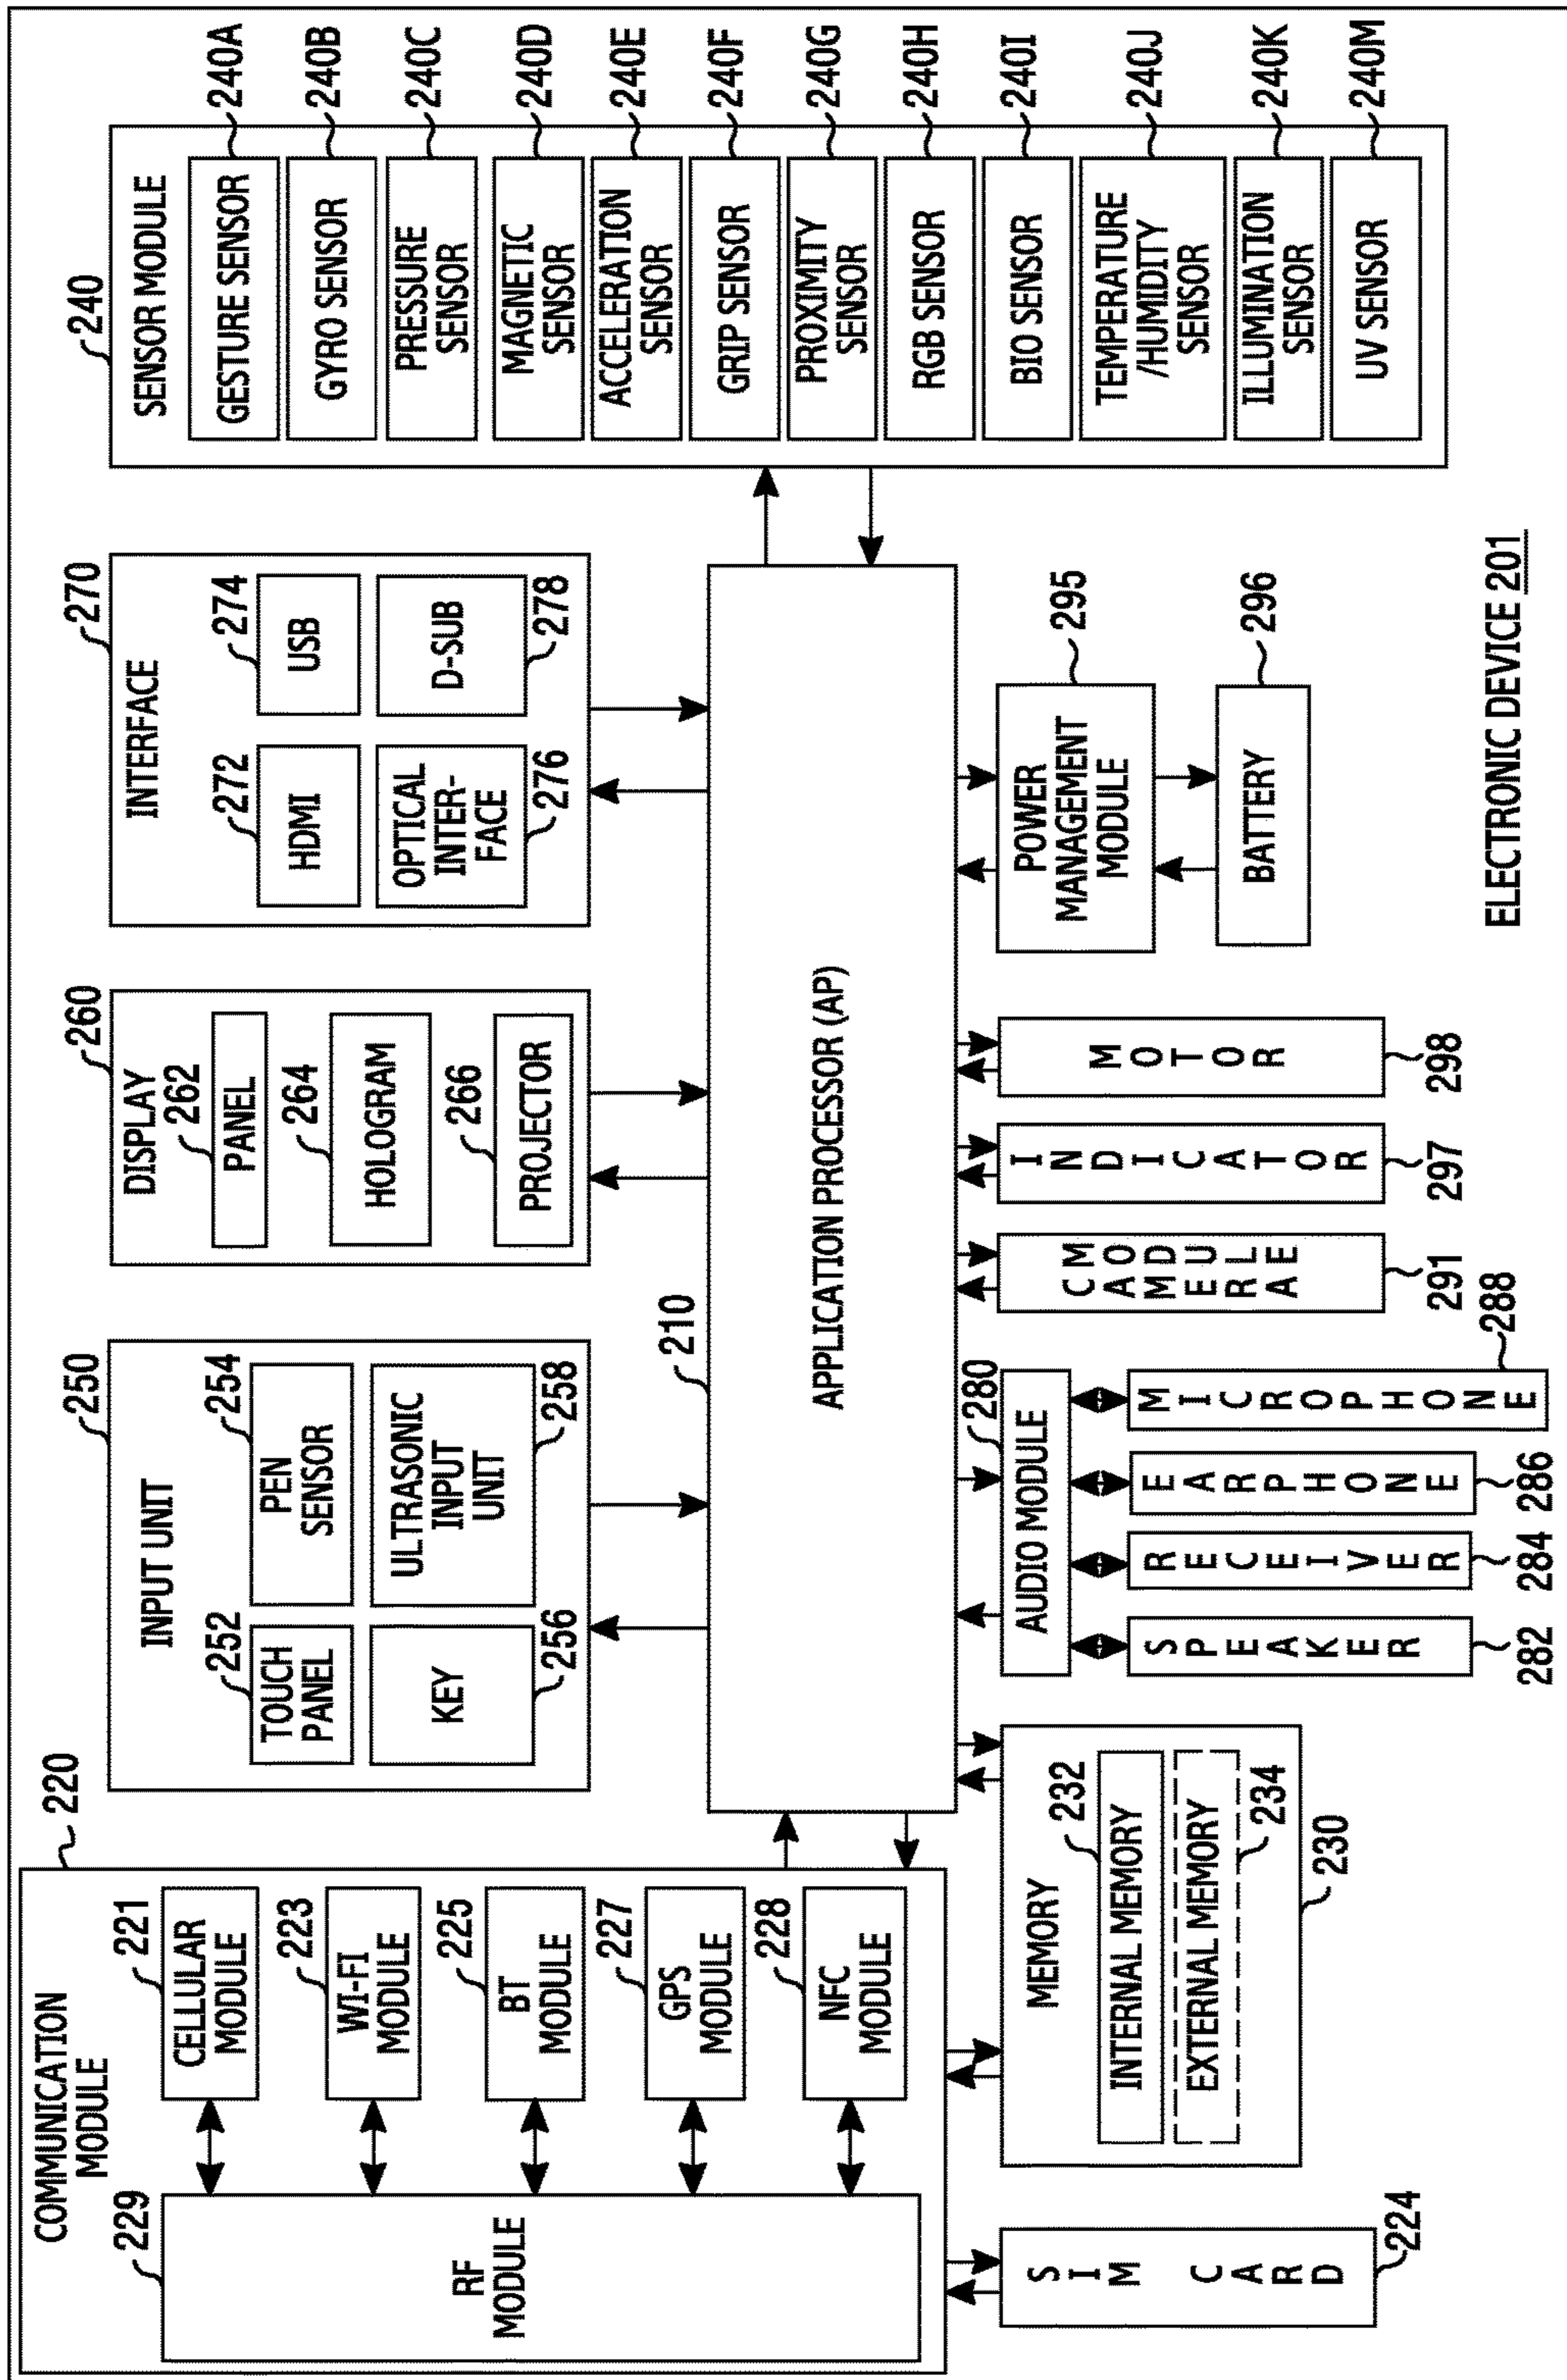 COMMUNICATION
MODULE
220
229
RF
MODULE
221
CELLULAR
MODULE
223
WI-FI
MODULE
225
BT
MODULE
227
GPS
MODULE
228
NFC
MODULE
250
INPUT UNIT
252
TOUCH
PANEL
254
PEN
SENSOR
KEY
256
ULTRASONIC
INPUT
UNIT
258
260
DISPLAY
262
PANEL
264
HOLOGRAM
266
PROJECTOR
270
INTERFACE
272
HDMI
274
USB
OPTICAL
INTER-
FACE
276
D-SUB
278
240
SENSOR MODULE
GESTURE SENSOR
240A
GYRO SENSOR
240B
PRESSURE
SENSOR
240C
MAGNETIC
SENSOR
240D
ACCELERATION
SENSOR
240E
GRIP SENSOR
240F
PROXIMITY
SENSOR
240G
RGB SENSOR
240H
BIO SENSOR
240I
TEMPERATURE
/HUMIDITY
SENSOR
240J
ILLUMINATION
SENSOR
240K
UV SENSOR
240M
210
APPLICATION PROCESSOR (AP)
SIM CARD
224
MEMORY
232
INTERNAL MEMORY
EXTERNAL MEMORY
234
230
280
AUDIO MODULE
SPEAKER
282
RECEIVER
284
EARPHONE
286
MICROPHONE
288
CAMERA
MODULE
291
INDICATOR
297
MOTOR
298
POWER
MANAGEMENT
MODULE
295
BATTERY
296
ELECTRONIC DEVICE 201